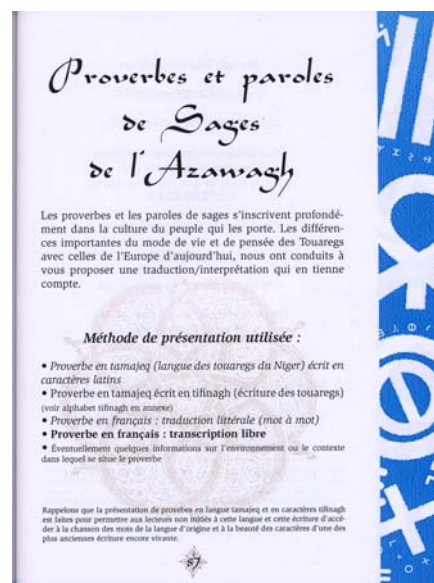 Proverbes et paroles
de Sages
de l'Azawagh
Les proverbes et les paroles de sages s'inscrivent profondé-
ment dans la culture du peuple qui les porte. Les différen-
ces importantes du mode de vie et de pensée des Touaregs
avec celles de l'Europe d'aujourd'hui, nous ont conduits à
vous proposer une traduction/interprétation qui en tienne
compte.
Méthode de présentation utilisée :
• Proverbe en tamajeq (langue des touaregs du Niger) écrit en
caractères latins
• Proverbe en tamajeq écrit en tifinagh (écriture des touaregs)
(voir alphabet tifinagh en annexe)
• Proverbe en français : traduction littérale (mot à mot)
• Proverbe en français : transcription libre
• Éventuellement quelques informations sur l'environnement ou le contexte
dans lequel se situe le proverbe
Rappelons que la présentation de proverbes en langue tamajeq et en caractères tifinagh
est faites pour permettre aux lecteurs non initiés à cette langue et cette écriture d'accé-
der à la chanson des mots de la langue d'origine et à la beauté des caractères d'une des
plus anciennes écriture encore vivante.
87